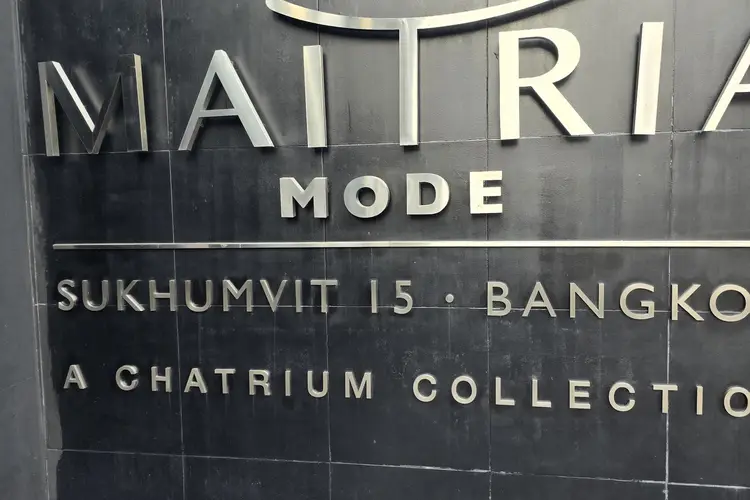 MAITRIA
MODE
SUKHUMVIT 15 · BANGKO
A CHATRIUM COLLECTIO